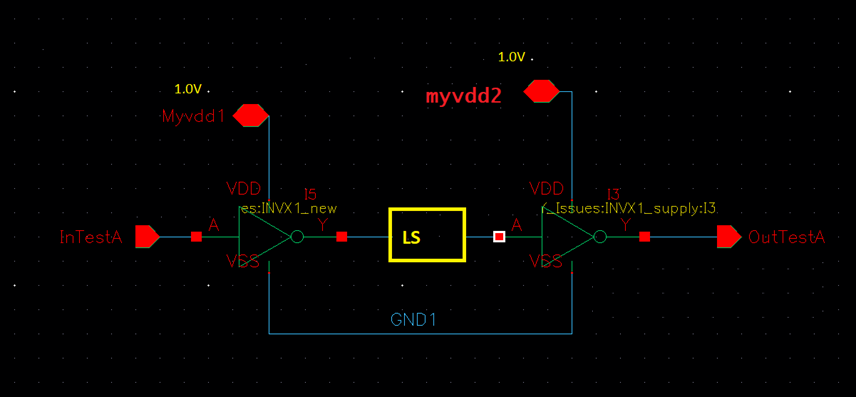 1.0V
1.0V
myvdd2
Myvdd1
VDD
I5
VDD
I3
es:INVX1_new
r_Issues:INVX1_supply:I3
InTestA
A
Y
LS
A
Y
OutTestA
VSS
VSS
GND1